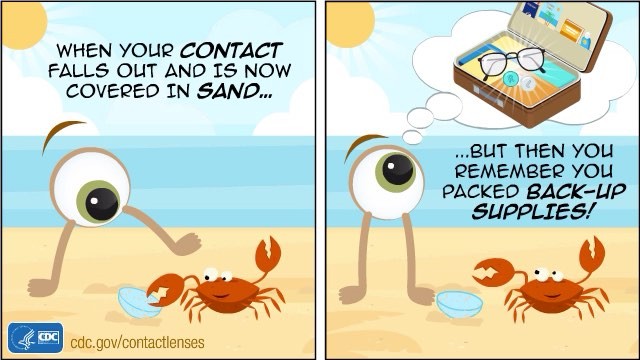 WHEN YOUR CONTACT
FALLS OUT AND IS NOW
COVERED IN SAND...
...BUT THEN YOU
REMEMBER YOU
PACKED BACK-UP
SUPPLIES!
CDC
cdc.gov/contactlenses